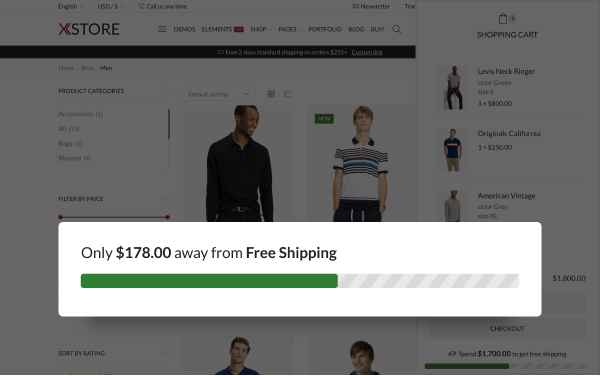 English
USD / $
Call us any time
Newsletter
XSTORE
DEMOS
ELEMENTS
SHOP
PAGES
PORTFOLIO
BLOG
BUY!
Free 2-days standard shipping on orders $255+ Custom link
Home
Shop
Men
PRODUCT CATEGORIES
Accessories (1)
All (15)
Bags (1)
Blouses (4)
FILTER BY PRICE
Default sorting
NEW
SHOPPING CART
Levis Neck Ringer
color Green
size S
1 × $800.00
Originals California
1 × $250.00
American Vintage
color Grey
size XL
Only $178.00 away from Free Shipping
$1,800.00
CHECKOUT
Spend $1,700.00 to get free shipping
SORT BY RATING